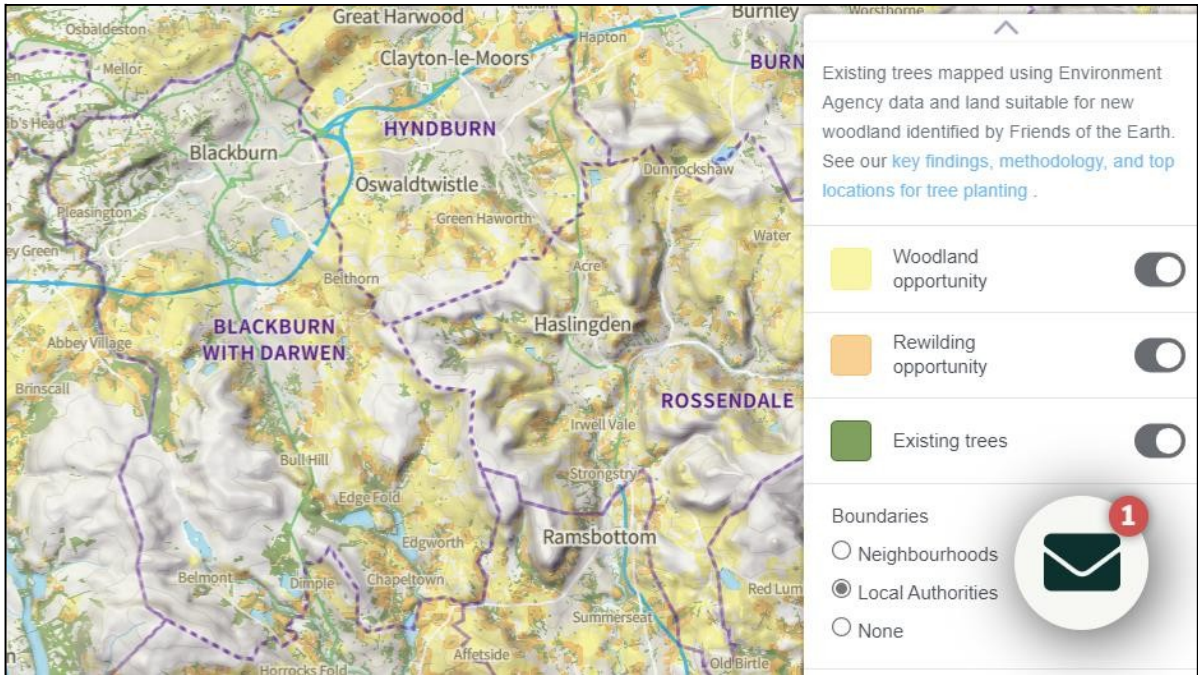 Osbaldeston
Great Harwood
Burnley
Hapton
Mellor
Clayton-le-Moors
BURN
HYNDBURN
Blackburn
Dunnockshaw
Oswaldtwistle
Pleasington
Green Haworth
Water
ey Green
Acre
Belthorn
BLACKBURN
WITH DARWEN
Haslingden
Abbey Village
Brinscall
ROSSENDALE
Irwell Vale
Bull Hill
Strongstry
Edge Fold
Edgworth
Ramsbottom
Belmont
Dimple
Chapeltown
Red Lum
Summerseat
Affetside
Old Birtle
Horrocks Fold
Existing trees mapped using Environment
Agency data and land suitable for new
woodland identified by Friends of the Earth.
See our key findings, methodology, and top
locations for tree planting .
Woodland
opportunity
Rewilding
opportunity
Existing trees
Boundaries
Neighbourhoods
Local Authorities
None
1